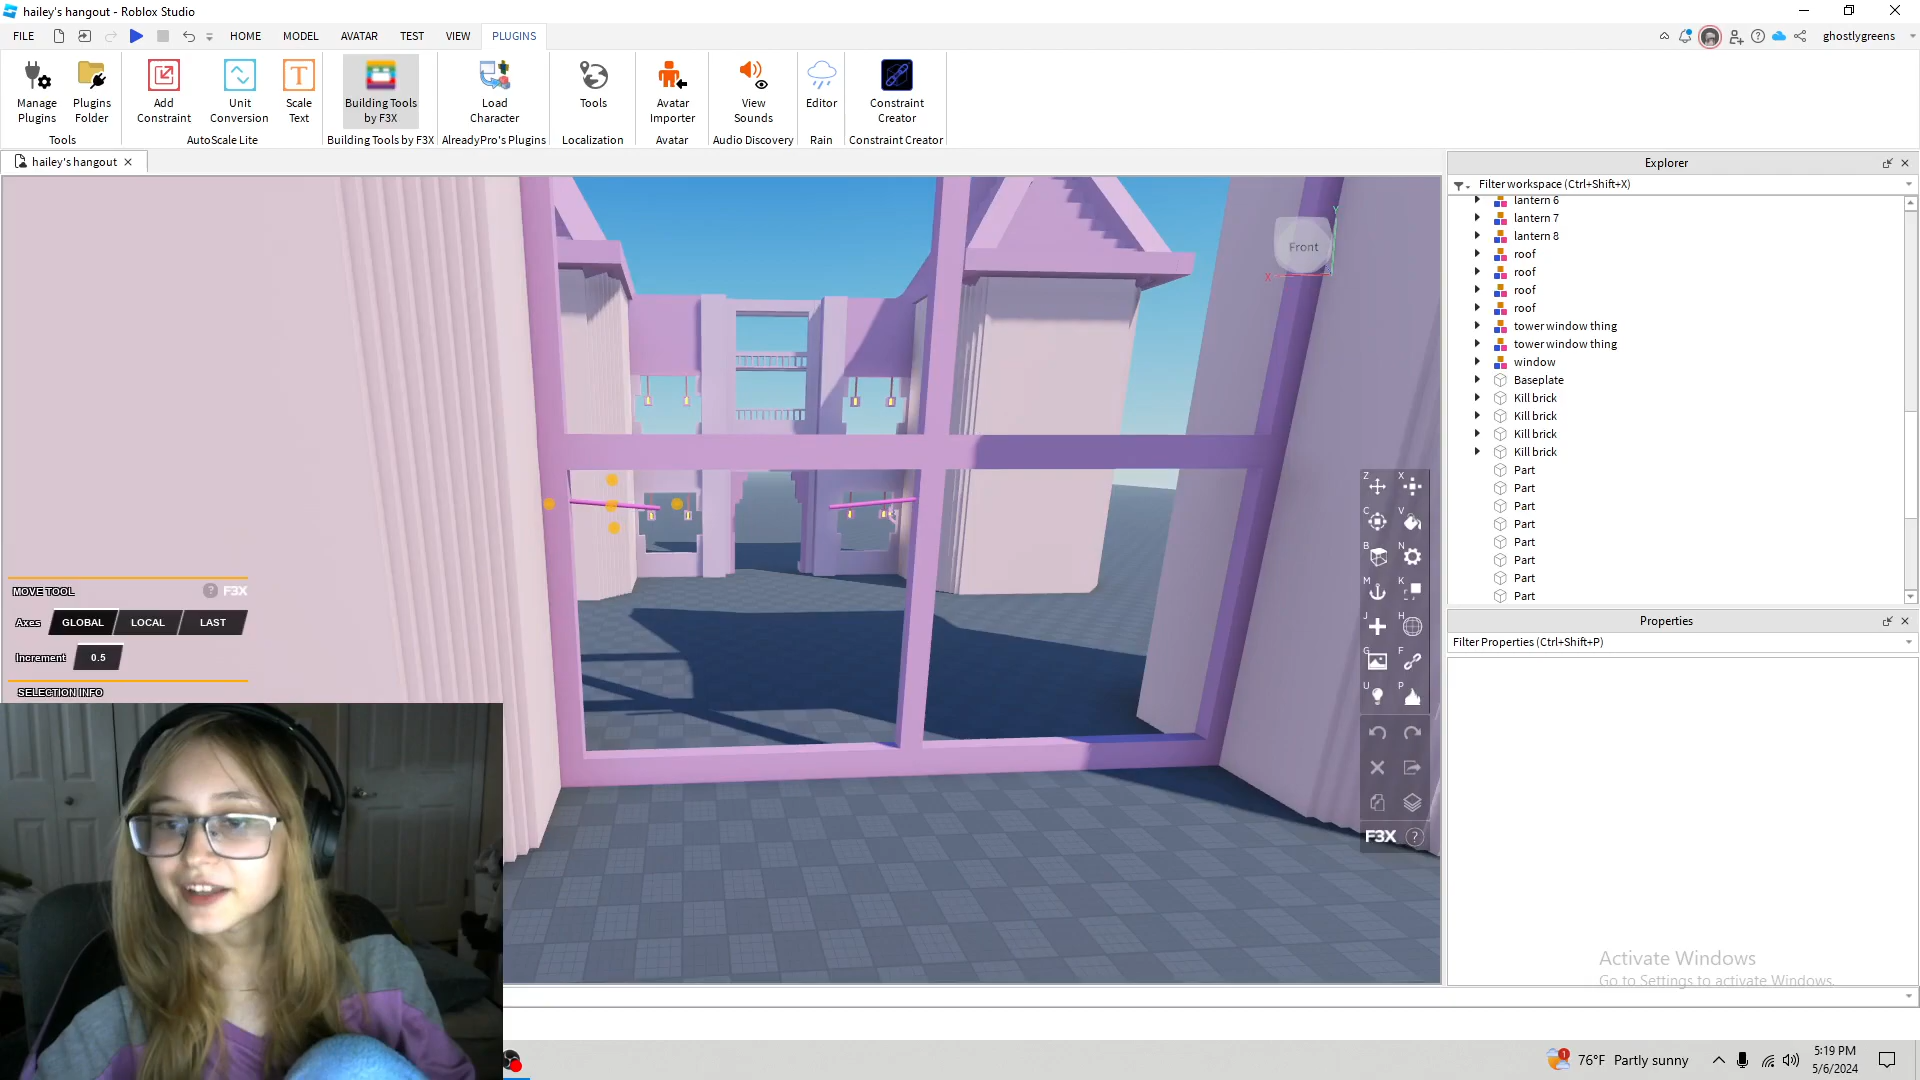 hailey's hangout - Roblox Studio
FILE HOME MODEL AVATAR TEST VIEW PLUGINS ghostlygreens
Manage Plugins
Plugins Folder
Tools
Add Constraint
Unit Conversion
Scale Text
AutoScale Lite
Building Tools by F3X
Building Tools by F3X
Load Character
AlreadyPro's Plugins
Tools
Localization
Avatar Importer
Avatar
View Sounds
Audio Discovery
Editor
Rain
Constraint Creator
Constraint Creator
hailey's hangout
Front
X
Y
MOVE TOOL ? F3X
Axes GLOBAL LOCAL LAST
Increment 0.5
SELECTION INFO
Z X
C V
B N
M K
J H
G F
U P
F3X ?
Explorer
Filter workspace (Ctrl+Shift+X)
lantern 6
lantern 7
lantern 8
roof
roof
roof
roof
tower window thing
tower window thing
window
Baseplate
Kill brick
Kill brick
Kill brick
Kill brick
Part
Part
Part
Part
Part
Part
Part
Part
Properties
Filter Properties (Ctrl+Shift+P)
Activate Windows
Go to Settings to activate Windows.
1 76°F Partly sunny
5:19 PM
5/6/2024